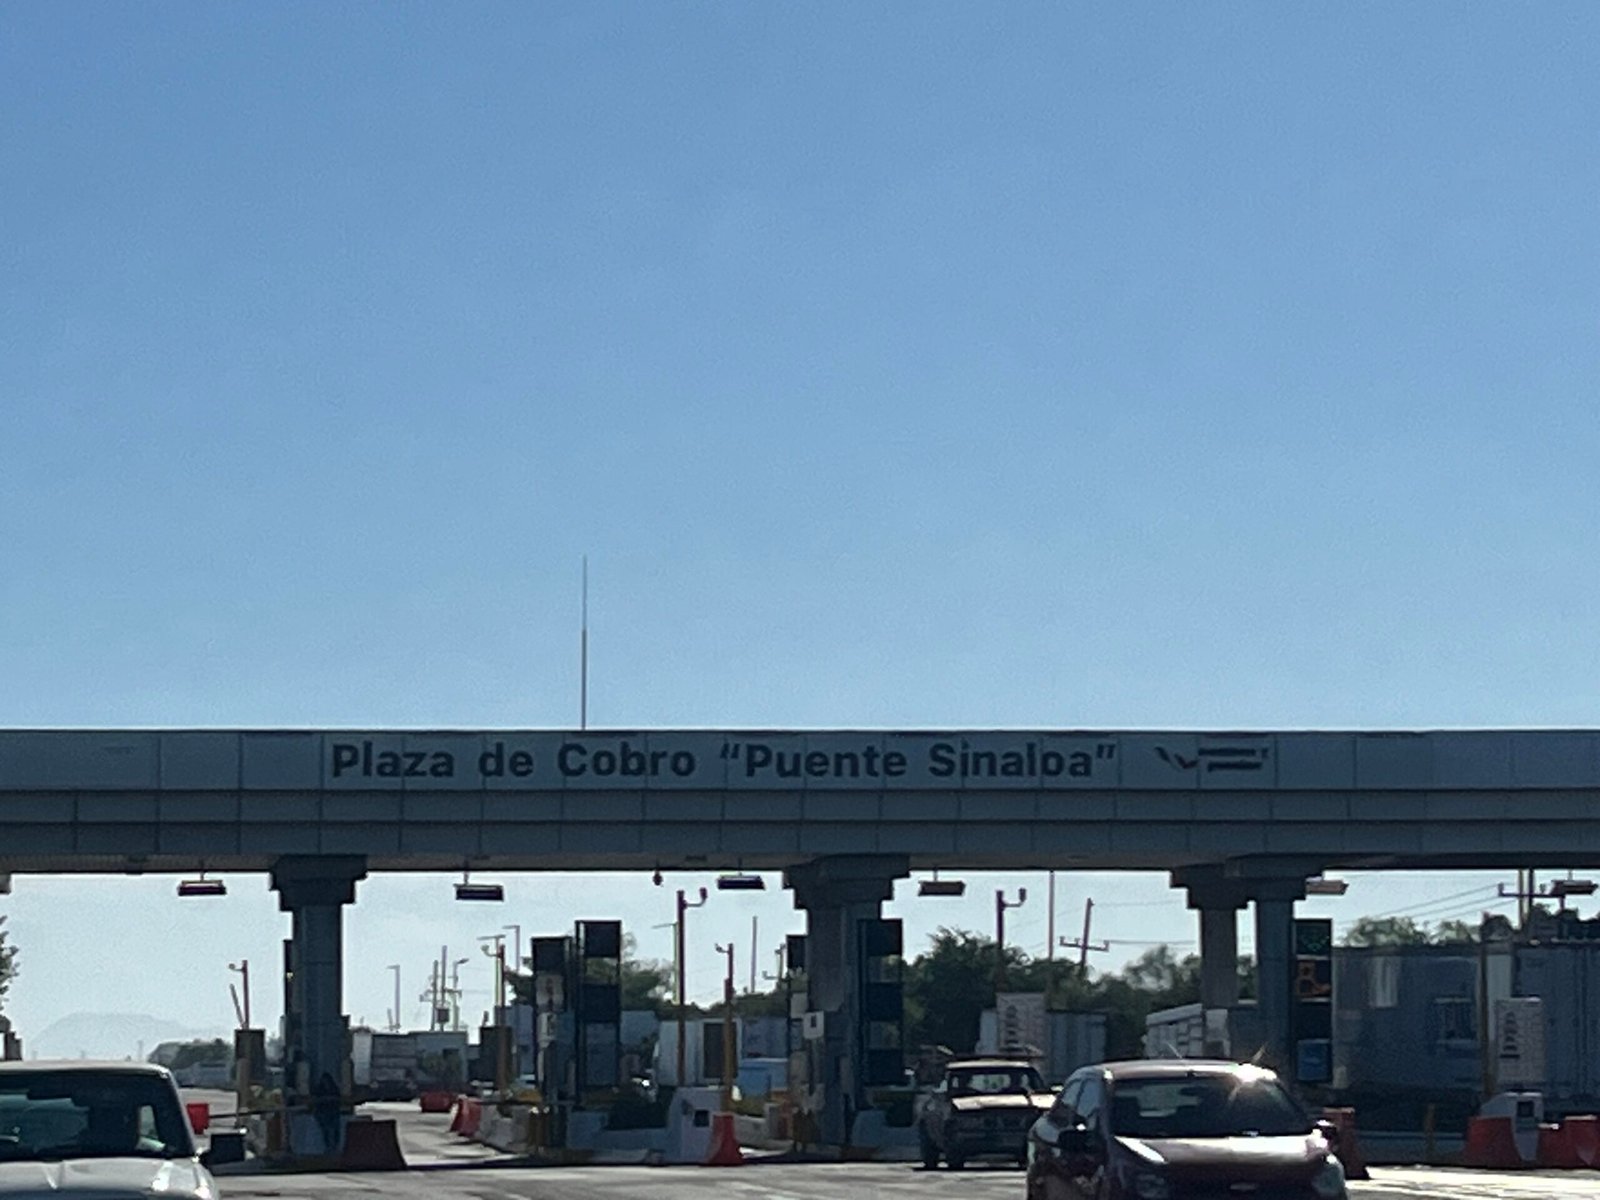 Plaza de Cobro “Puente Sinaloa”